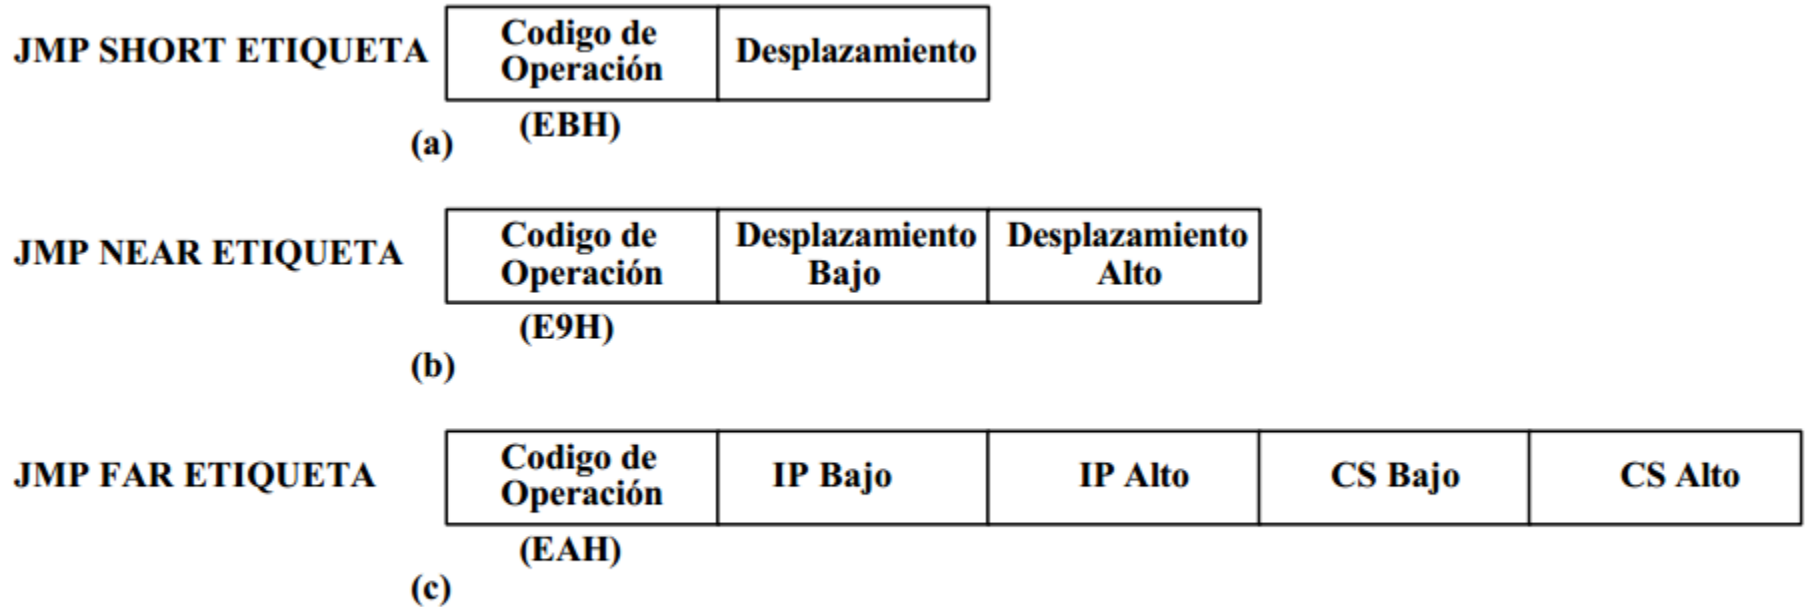 JMP SHORT ETIQUETA
Codigo de
Operación
Desplazamiento
(EBH)
(a)
JMP NEAR ETIQUETA
Codigo de
Operación
Desplazamiento
Bajo
Desplazamiento
Alto
(E9H)
(b)
JMP FAR ETIQUETA
Codigo de
Operación
IP Bajo
IP Alto
CS Bajo
CS Alto
(EAH)
(c)